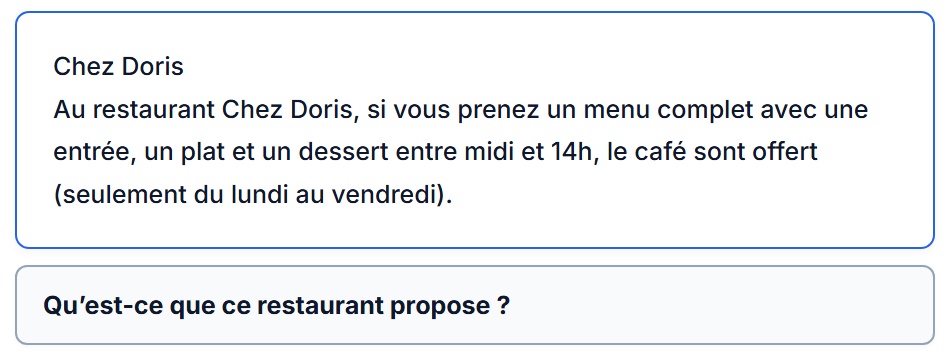 Chez Doris
Au restaurant Chez Doris, si vous prenez un menu complet avec une
entrée, un plat et un dessert entre midi et 14h, le café sont offert
(seulement du lundi au vendredi).
Qu’est-ce que ce restaurant propose ?